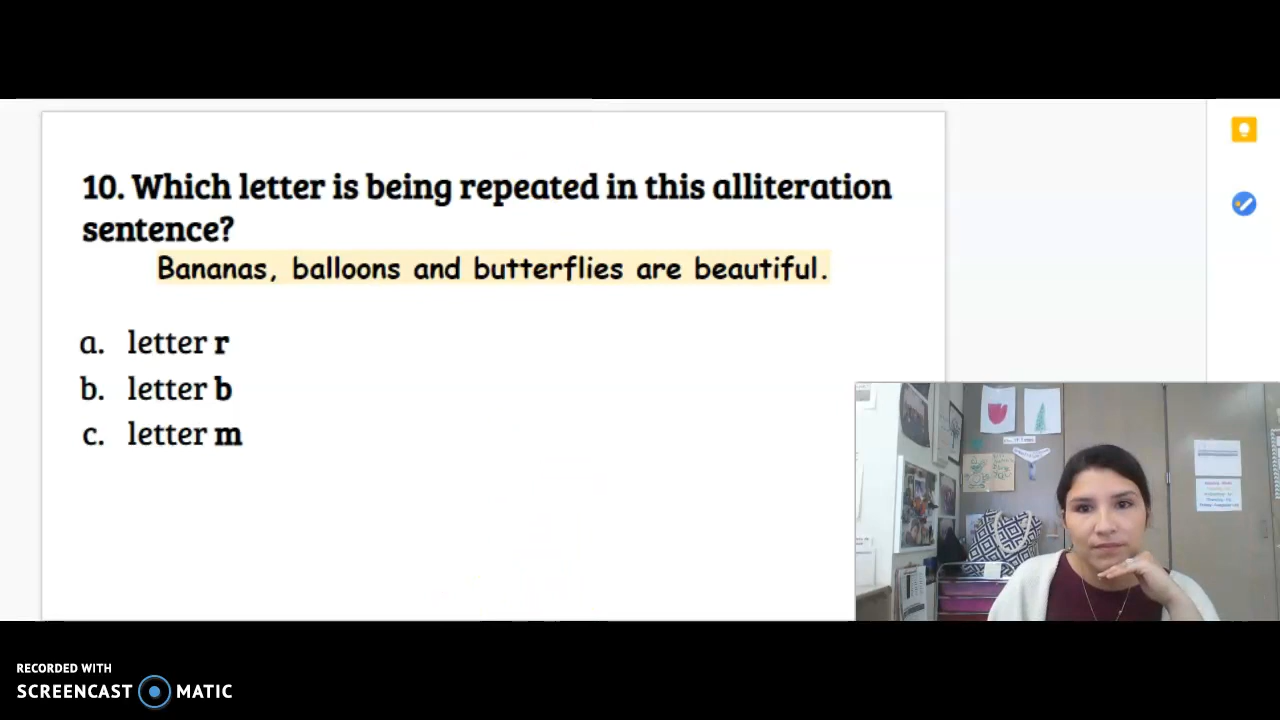 10. Which letter is being repeated in this alliteration
sentence?
Bananas, balloons and butterflies are beautiful.
a. letter r
b. letter b
c. letter m
RECORDED WITH
SCREENCAST MATIC